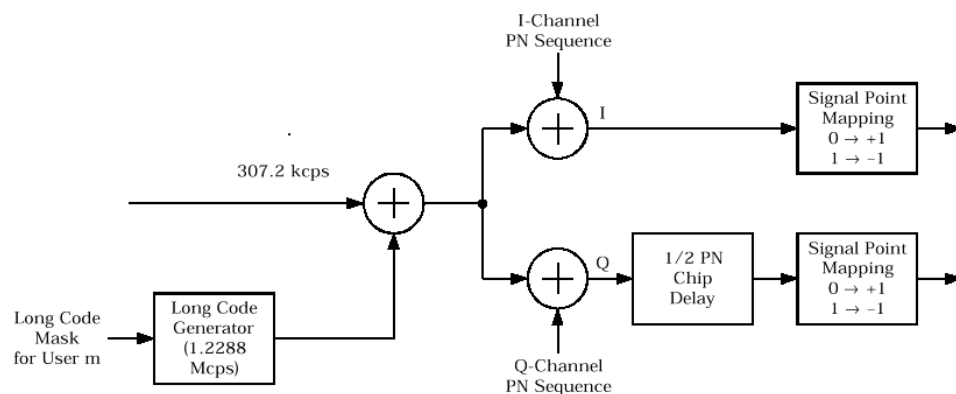 I-Channel
PN Sequence
I
Signal Point
Mapping
0 → +1
1 → –1
307.2 kcps
Q
1/2 PN
Chip
Delay
Signal Point
Mapping
0 → +1
1 → –1
Long Code
Mask
for User m
Long Code
Generator
(1.2288
Mcps)
Q-Channel
PN Sequence